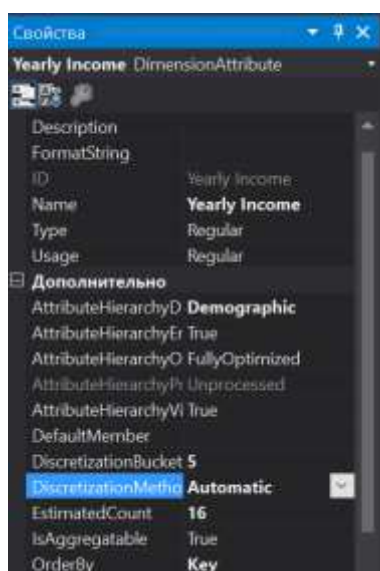 Свойства
Yearly Income DimensionAttribute
Description
FormatString
ID Yearly Income
Name Yearly Income
Type Regular
Usage Regular
Дополнительно
AttributeHierarchyD Demographic
AttributeHierarchyEr True
AttributeHierarchyO FullyOptimized
AttributeHierarchyPr Unprocessed
AttributeHierarchyVi True
DefaultMember
DiscretizationBucket 5
DiscretizationMetho Automatic
EstimatedCount 16
IsAggregatable True
OrderBy Key